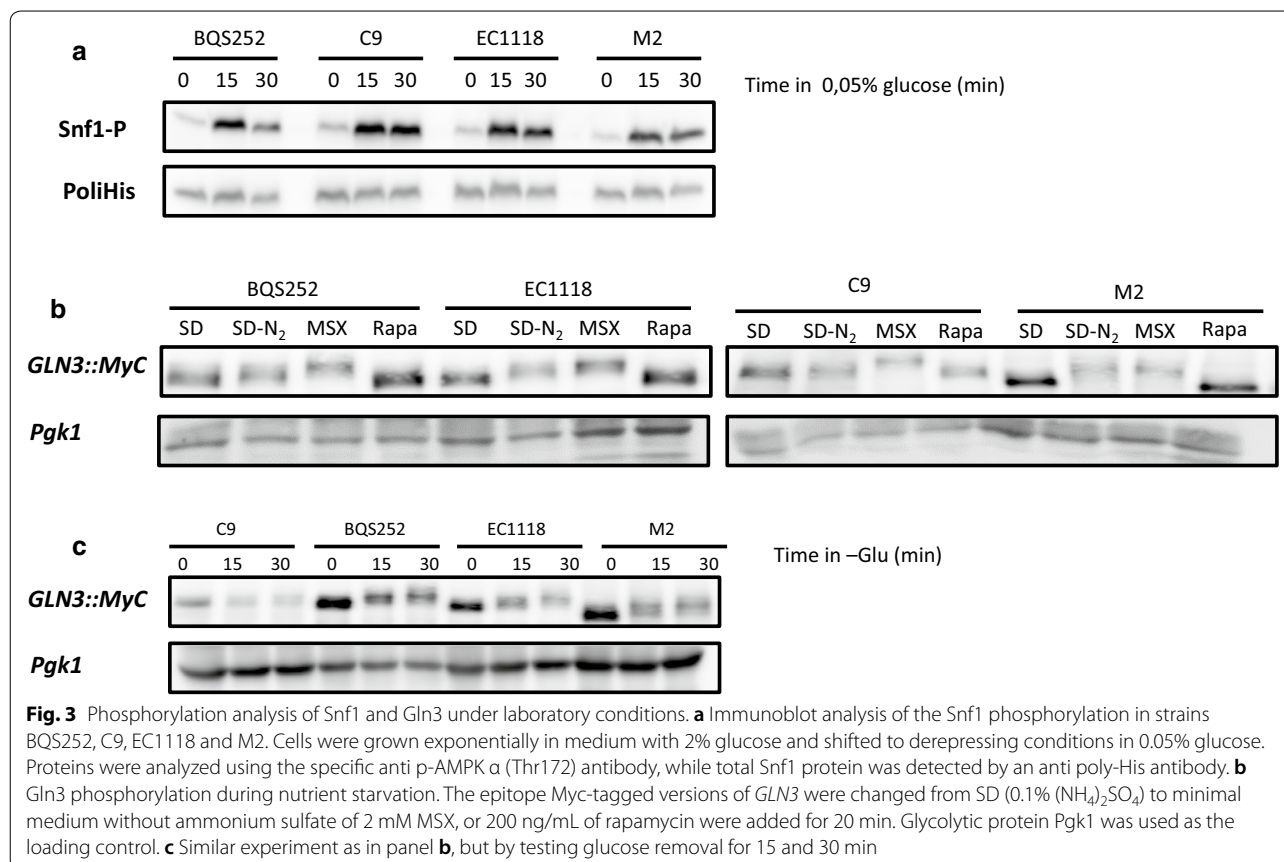 a
BQS252 C9 EC1118 M2
0 15 30 0 15 30 0 15 30 0 15 30 Time in 0,05% glucose (min)
Snf1-P
PoliHis
b
BQS252 EC1118 C9 M2
SD SD-N₂ MSX Rapa SD SD-N₂ MSX Rapa SD SD-N₂ MSX Rapa SD SD-N₂ MSX Rapa
GLN3::MyC
Pgk1
c
C9 BQS252 EC1118 M2
0 15 30 0 15 30 0 15 30 0 15 30 Time in –Glu (min)
GLN3::MyC
Pgk1
Fig. 3 Phosphorylation analysis of Snf1 and Gln3 under laboratory conditions. a Immunoblot analysis of the Snf1 phosphorylation in strains
BQS252, C9, EC1118 and M2. Cells were grown exponentially in medium with 2% glucose and shifted to derepressing conditions in 0.05% glucose.
Proteins were analyzed using the specific anti p-AMPK α (Thr172) antibody, while total Snf1 protein was detected by an anti poly-His antibody. b
Gln3 phosphorylation during nutrient starvation. The epitope Myc-tagged versions of GLN3 were changed from SD (0.1% (NH₄)₂SO₄) to minimal
medium without ammonium sulfate of 2 mM MSX, or 200 ng/mL of rapamycin were added for 20 min. Glycolytic protein Pgk1 was used as the
loading control. c Similar experiment as in panel b, but by testing glucose removal for 15 and 30 min